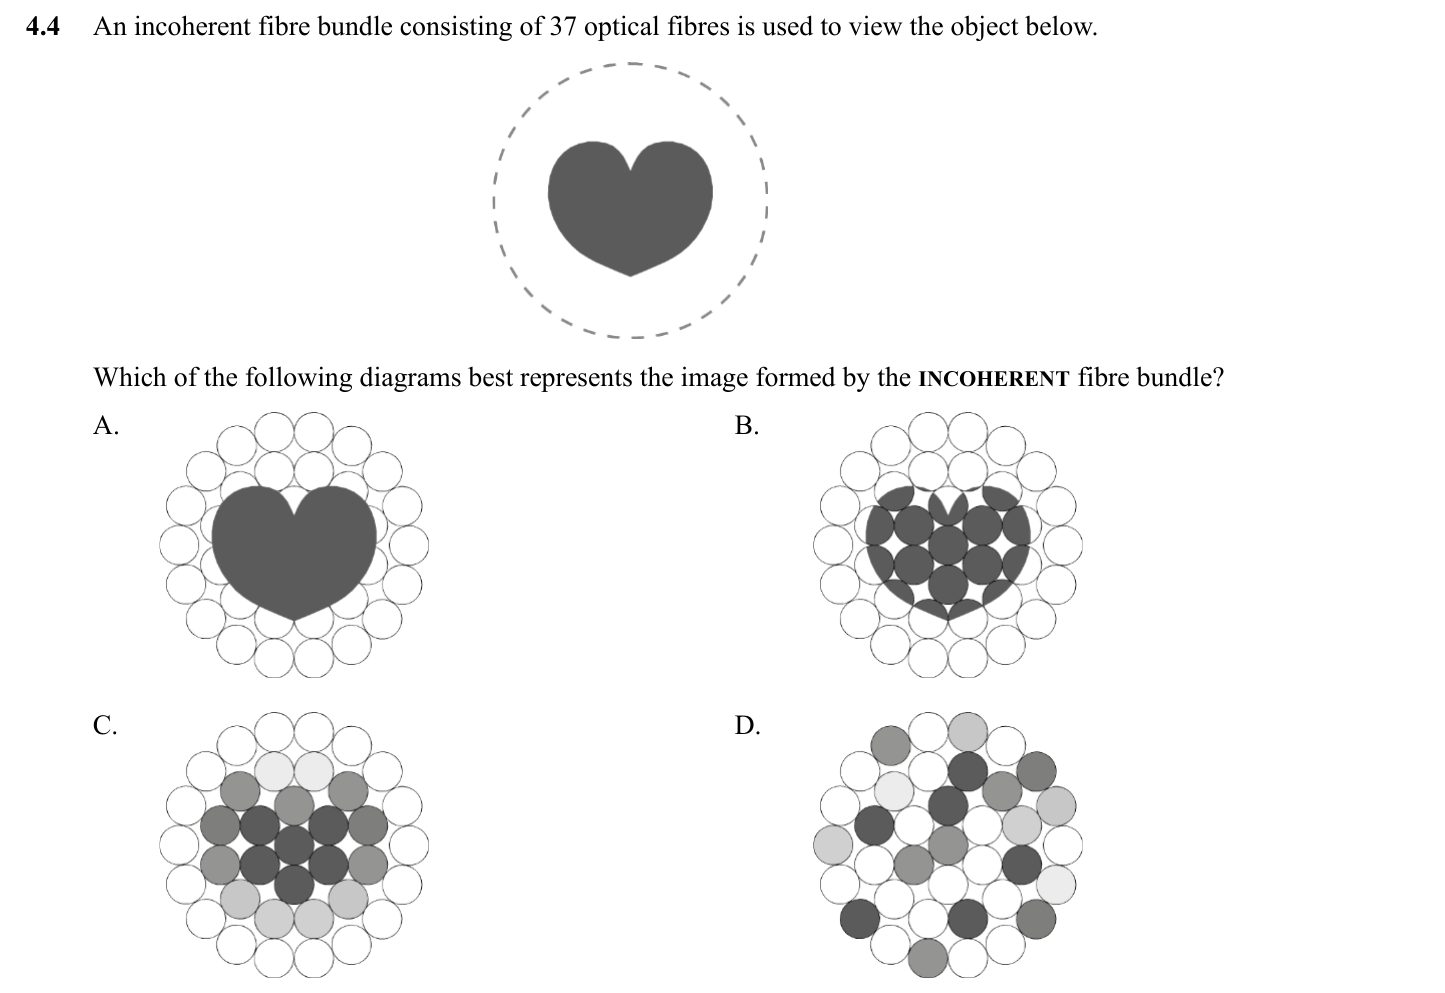 4.4 An incoherent fibre bundle consisting of 37 optical fibres is used to view the object below.
Which of the following diagrams best represents the image formed by the INCOHERENT fibre bundle?
A.
B.
C.
D.